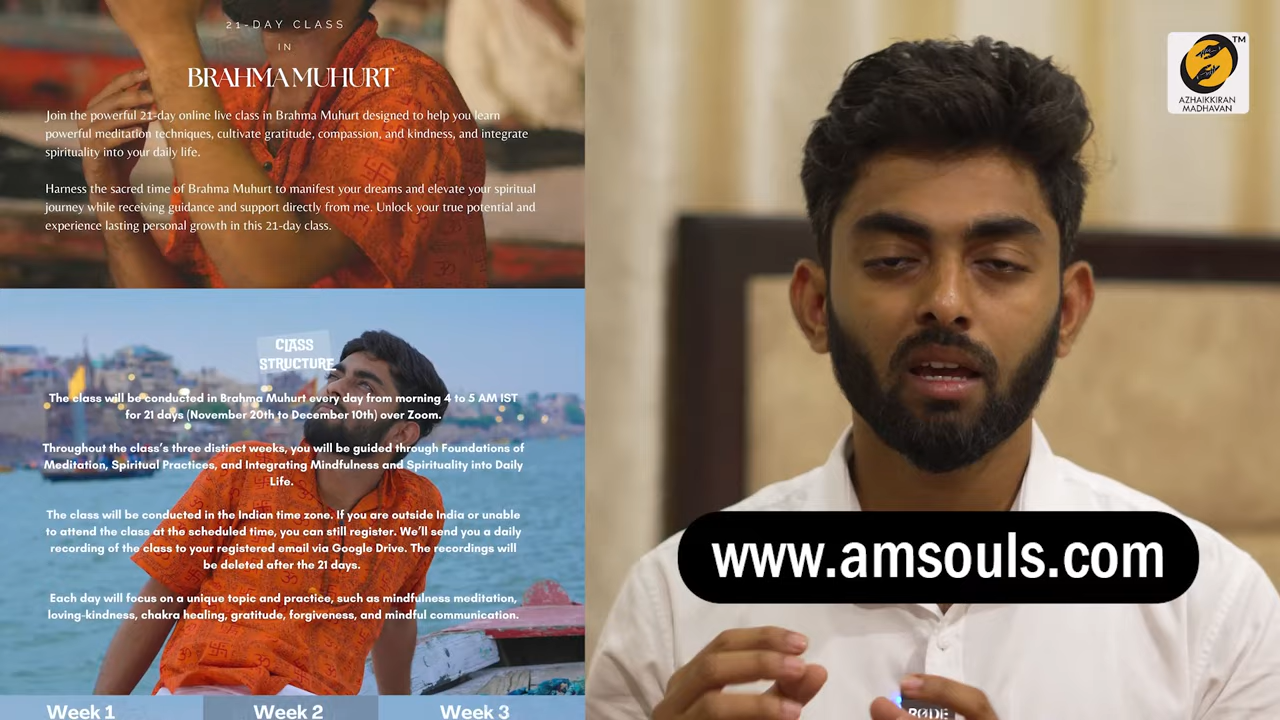 21-DAY CLASS
IN
BRAHMA MUHURT
Join the powerful 21-day online live class in Brahma Muhurt designed to help you learn
powerful meditation techniques, cultivate gratitude, compassion, and kindness, and integrate
spirituality into your daily life.
Harness the sacred time of Brahma Muhurt to manifest your dreams and elevate your spiritual
journey while receiving guidance and support directly from me. Unlock your true potential and
experience lasting personal growth in this 21-day class.
CLASS
STRUCTURE
The class will be conducted in Brahma Muhurt every day from morning 4 to 5 AM IST
for 21 days (November 20th to December 10th) over Zoom.
Throughout the class's three distinct weeks, you will be guided through Foundations of
Meditation, Spiritual Practices, and Integrating Mindfulness and Spirituality into Daily
Life.
The class will be conducted in the Indian time zone. If you are outside India or unable
to attend the class at the scheduled time, you can still register. We'll send you a daily
recording of the class to your registered email via Google Drive. The recordings will
be deleted after the 21 days.
Each day will focus on a unique topic and practice, such as mindfulness meditation,
loving-kindness, chakra healing, gratitude, forgiveness, and mindful communication.
Week 1
Week 2
Week 3
TM
AZHAIKKIRAN
MADHAVAN
www.amsouls.com
RØDE